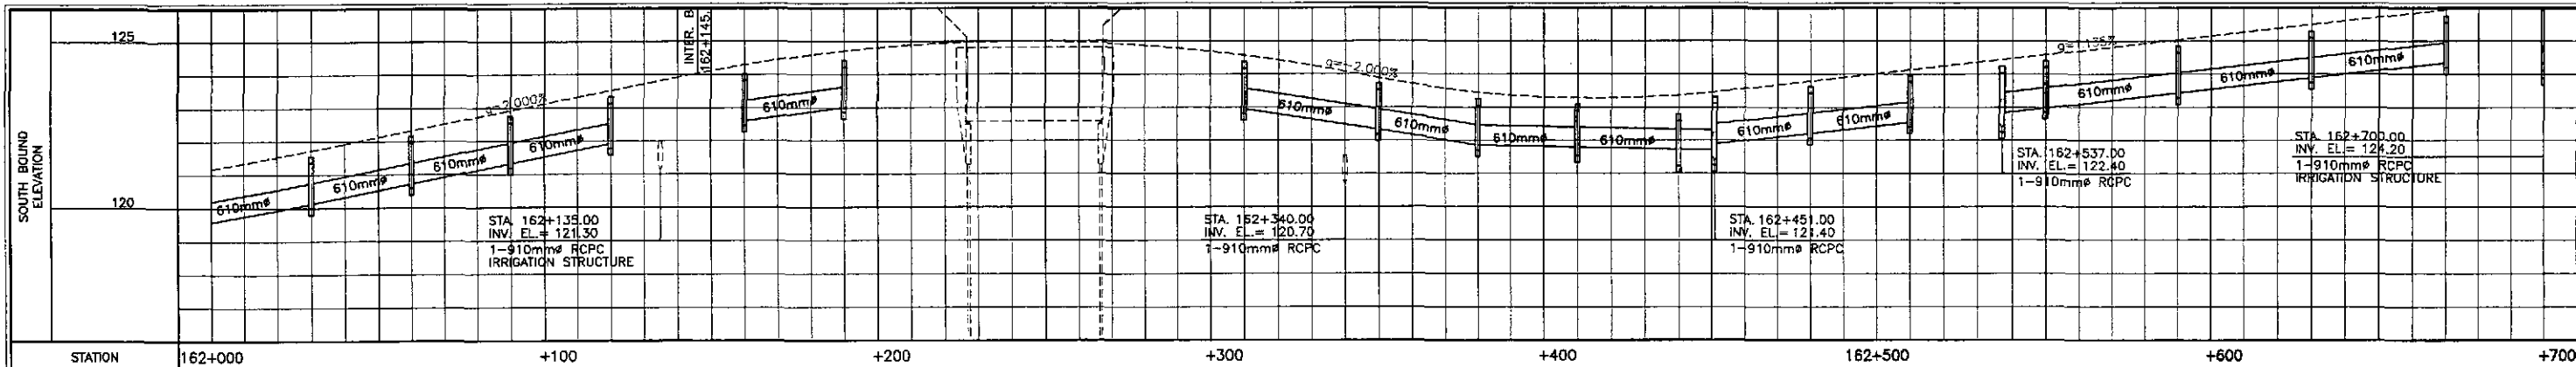 SOUTH BOUND
ELEVATION
125
120
INTER. B
162+145.
g=2.000%
g=-2.000%
610mmø
610mmø
610mmø
610mmø
610mmø
610mmø
610mmø
610mmø
610mmø
610mmø
610mmø
610mmø
610mmø
610mmø
STA. 162+135.00
INV. EL.= 121.30
1-910mmø RCPC
IRRIGATION STRUCTURE
STA. 162+340.00
INV. EL.= 120.70
1-910mmø RCPC
STA. 162+451.00
INV. EL.= 121.40
1-910mmø RCPC
STA. 162+537.00
INV. EL.= 122.40
1-910mmø RCPC
STA. 162+700.00
INV. EL.= 124.20
1-910mmø RCPC
IRRIGATION STRUCTURE
STATION
162+000
+100
+200
+300
+400
162+500
+600
+700